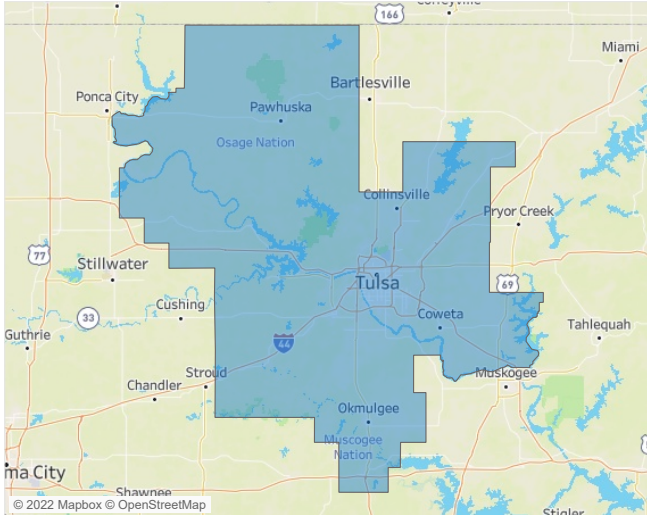 166
Miami
Bartlesville
Ponca City
Pawhuska
Osage Nation
Collinsville
Pryor Creek
77
Stillwater
Tulsa
69
Cushing
33
Coweta
Guthrie
44
Tahlequah
Stroud
Chandler
Muskogee
Okmulgee
Muscogee
Nation
ma City
Shawnee
© 2022 Mapbox © OpenStreetMap
Stigler